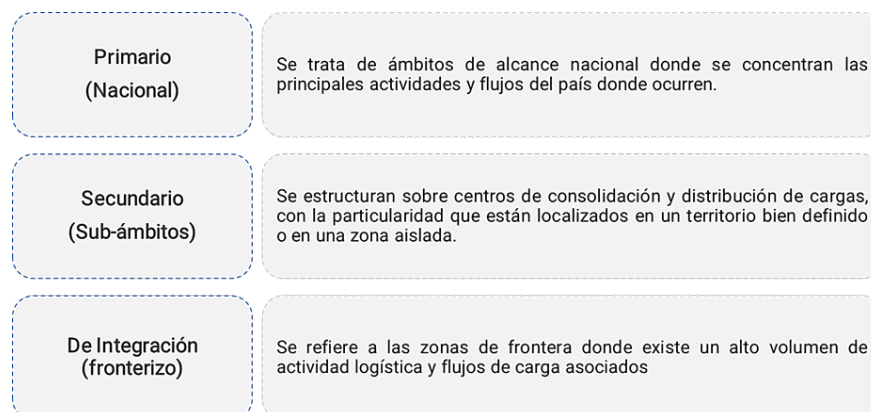 Primario
(Nacional)
Se trata de ámbitos de alcance nacional donde se concentran las
principales actividades y flujos del país donde ocurren.
Secundario
(Sub-ámbitos)
Se estructuran sobre centros de consolidación y distribución de cargas,
con la particularidad que están localizados en un territorio bien definido
o en una zona aislada.
De Integración
(fronterizo)
Se refiere a las zonas de frontera donde existe un alto volumen de
actividad logística y flujos de carga asociados